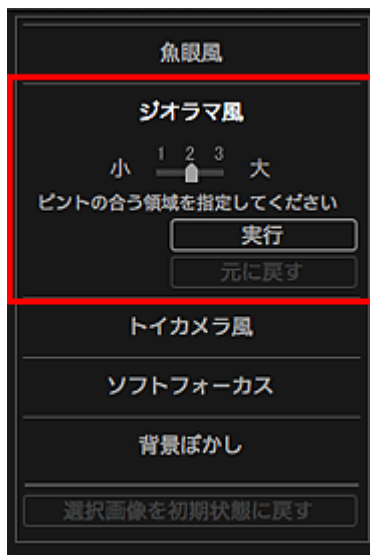 魚眼風
ジオラマ風
1 2 3
小 大
ピントの合う領域を指定してください
実行
元に戻す
トイカメラ風
ソフトフォーカス
背景ぼかし
選択画像を初期状態に戻す